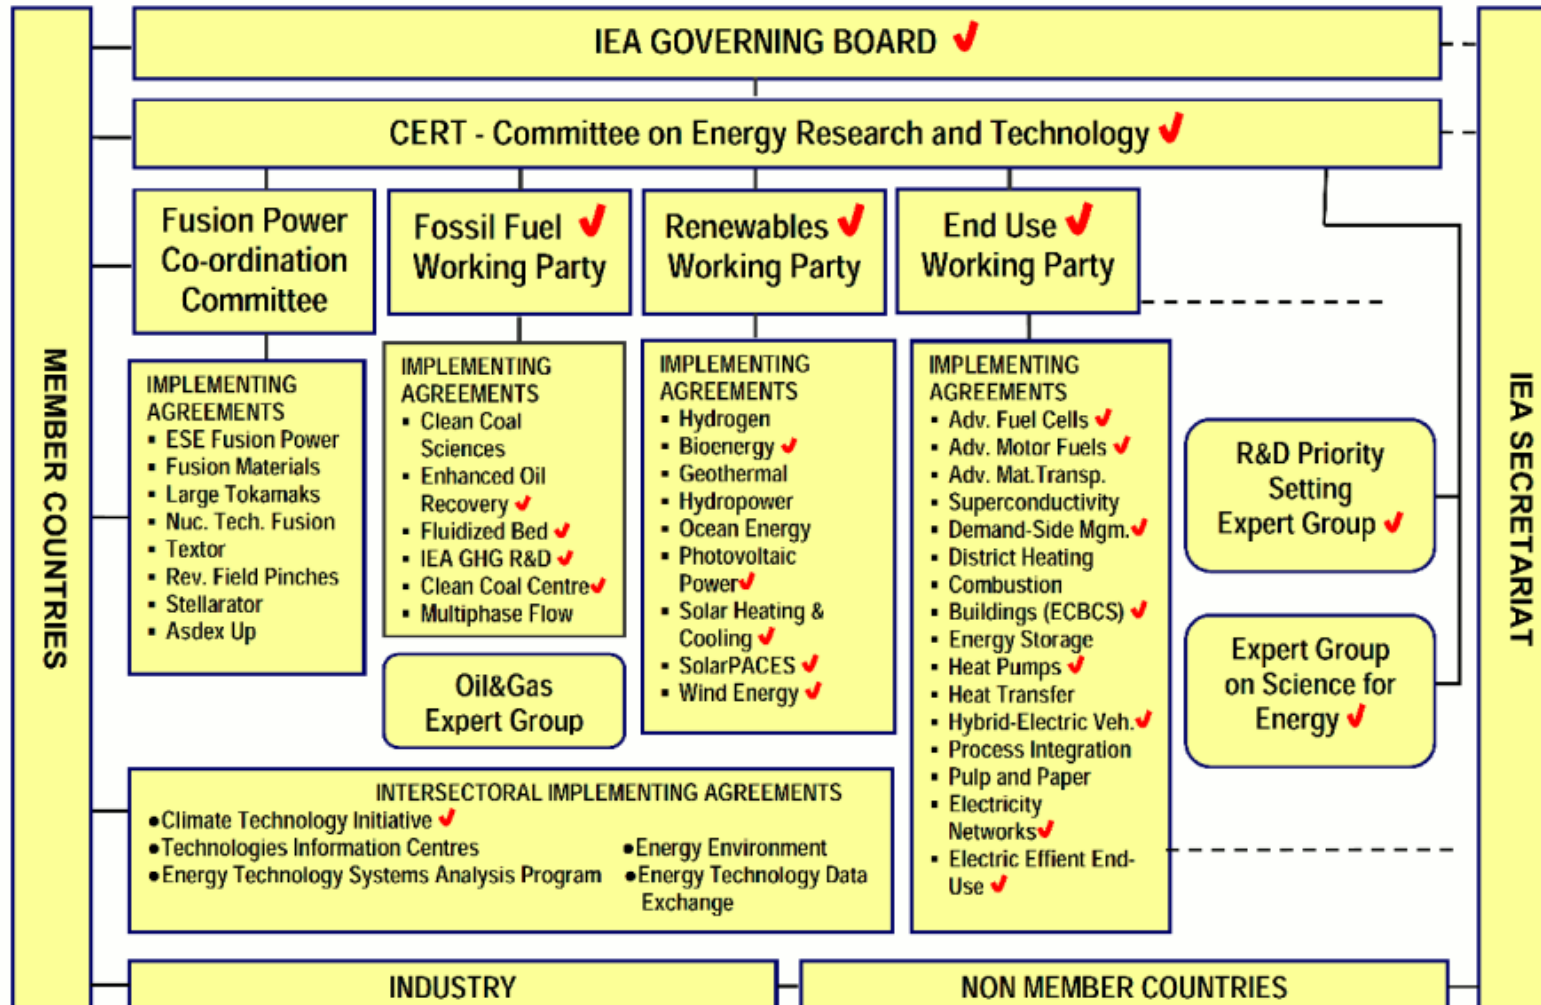 IEA GOVERNING BOARD
CERT - Committee on Energy Research and Technology
Fusion Power
Co-ordination
Committee
Fossil Fuel
Working Party
Renewables
Working Party
End Use
Working Party
MEMBER COUNTRIES
IEA SECRETARIAT
IMPLEMENTING
AGREEMENTS
▪ ESE Fusion Power
▪ Fusion Materials
▪ Large Tokamaks
▪ Nuc. Tech. Fusion
▪ Textor
▪ Rev. Field Pinches
▪ Stellarator
▪ Asdex Up
IMPLEMENTING
AGREEMENTS
▪ Clean Coal
Sciences
▪ Enhanced Oil
Recovery
▪ Fluidized Bed
▪ IEA GHG R&D
▪ Clean Coal Centre
▪ Multiphase Flow
Oil&Gas
Expert Group
IMPLEMENTING
AGREEMENTS
▪ Hydrogen
▪ Bioenergy
▪ Geothermal
▪ Hydropower
▪ Ocean Energy
▪ Photovoltaic
Power
▪ Solar Heating &
Cooling
▪ SolarPACES
▪ Wind Energy
IMPLEMENTING
AGREEMENTS
▪ Adv. Fuel Cells
▪ Adv. Motor Fuels
▪ Adv. Mat.Transp.
▪ Superconductivity
▪ Demand-Side Mgm.
▪ District Heating
▪ Combustion
▪ Buildings (ECBCS)
▪ Energy Storage
▪ Heat Pumps
▪ Heat Transfer
▪ Hybrid-Electric Veh.
▪ Process Integration
▪ Pulp and Paper
▪ Electricity
Networks
▪ Electric Effient End-
Use
R&D Priority
Setting
Expert Group
Expert Group
on Science for
Energy
INTERSECTORAL IMPLEMENTING AGREEMENTS
●Climate Technology Initiative
●Technologies Information Centres
●Energy Technology Systems Analysis Program
●Energy Environment
●Energy Technology Data
Exchange
INDUSTRY
NON MEMBER COUNTRIES